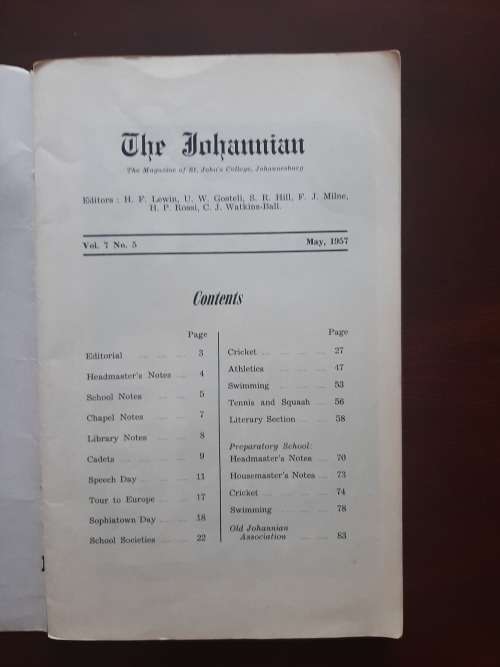 The Johannian
The Magazine of St. John's College, Johannesburg
Editors : H. F. Lewin, U. W. Gosteli, S. R. Hill, F. J. Milne,
H. P. Rossi, C. J. Watkins-Ball.
Vol. 7 No. 5 May, 1957
Contents
Page
Editorial ... ... ... 3
Headmaster's Notes ... 4
School Notes ... ... 5
Chapel Notes ... ... 7
Library Notes ... ... 8
Cadets ... ... ... 9
Speech Day ... ... ... 11
Tour to Europe ... ... 17
Sophiatown Day ... ... 18
School Societies ... ... 22
Page
Cricket ... ... ... ... 27
Athletics ... ... ... 47
Swimming ... ... ... 53
Tennis and Squash ... 56
Literary Section ... ... 58
Preparatory School:
Headmaster's Notes ... 70
Housemaster's Notes ... 73
Cricket ... ... ... ... 74
Swimming ... ... ... 78
Old Johannian
Association ... ... 83